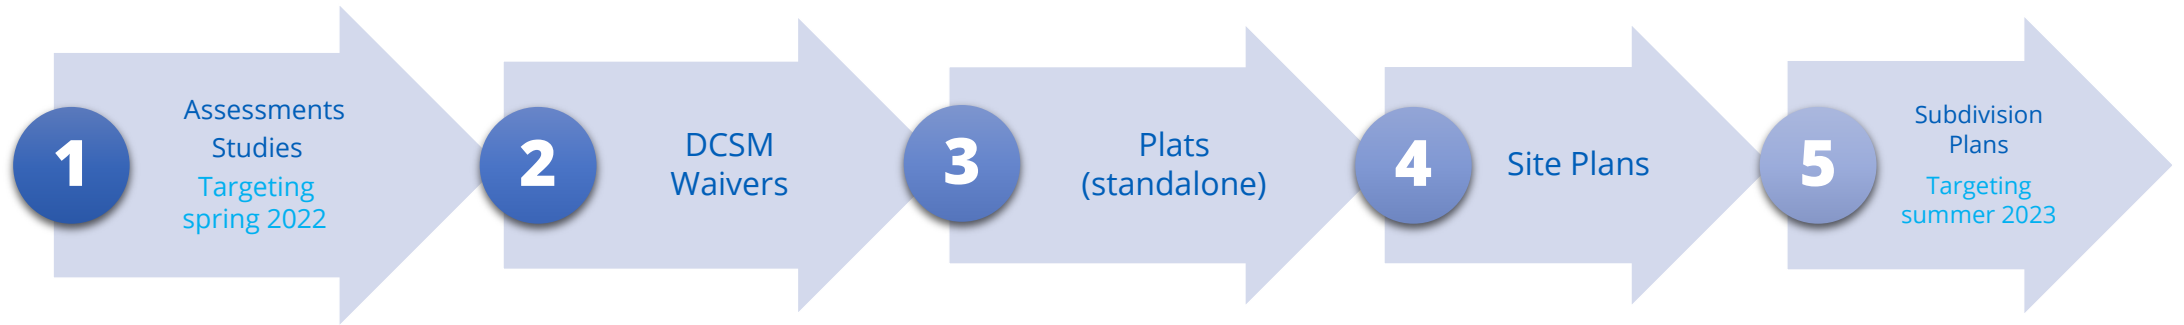 1
Assessments
Studies
Targeting
spring 2022
2
DCSM
Waivers
3
Plats
(standalone)
4
Site Plans
5
Subdivision
Plans
Targeting
summer 2023